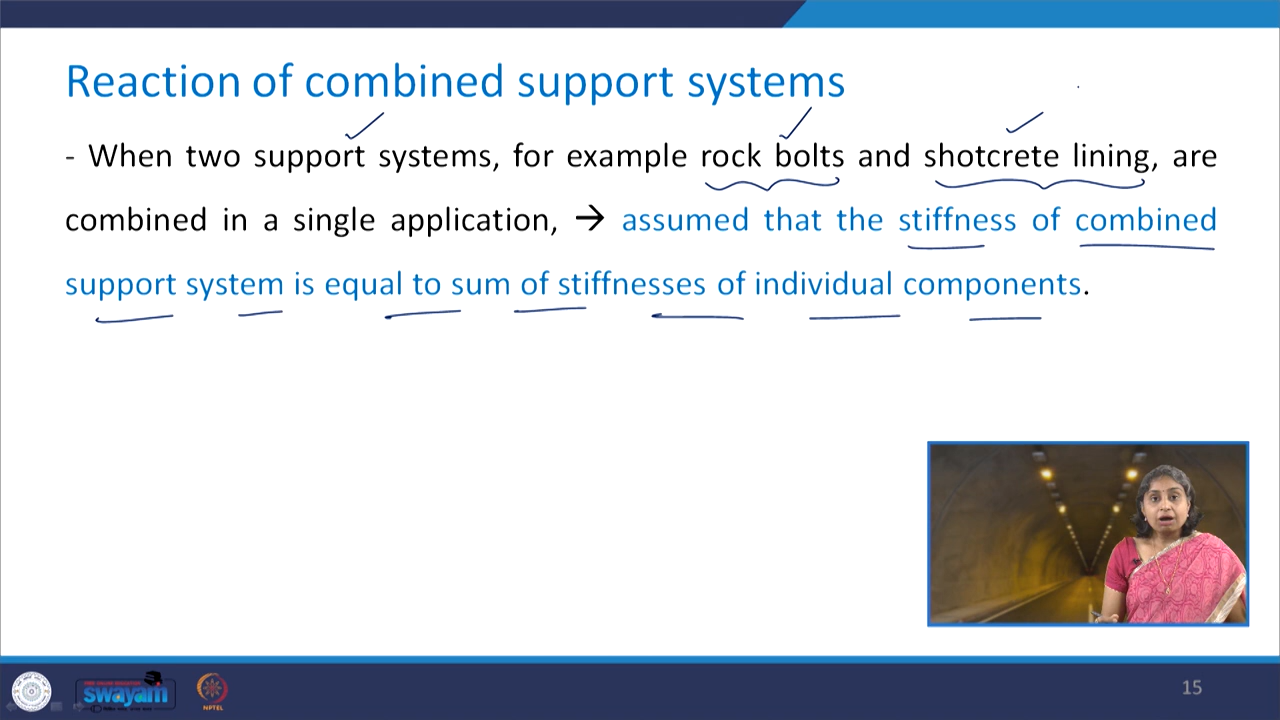 Reaction of combined support systems
- When two support systems, for example rock bolts and shotcrete lining, are
combined in a single application, → assumed that the stiffness of combined
support system is equal to sum of stiffnesses of individual components.
swayam
NPTEL
15